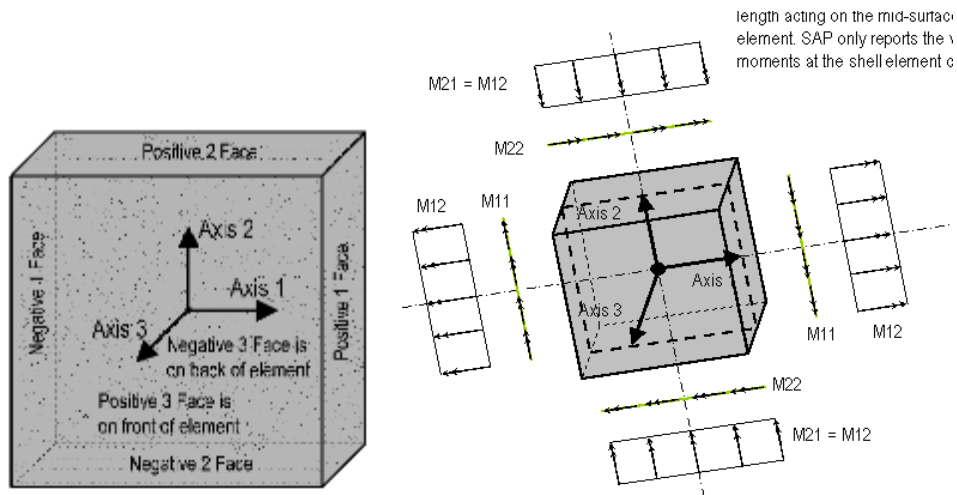 Positive 2 Face
Negative 1 Face
Axis 2
Axis 1
Axis 3
Negative 3 Face is
on back of element
Positive 3 Face is
on front of element
Positive 1 Face
Negative 2 Face
length acting on the mid-surfac
element. SAP only reports the v
moments at the shell element c
M21 = M12
M22
M12
M11
Axis 2
Axis
Axis 3
M11
M12
M22
M21 = M12